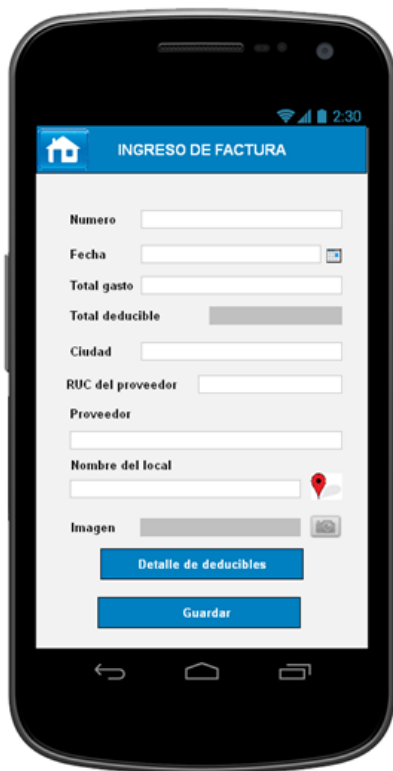 2:30
INGRESO DE FACTURA
Numero
Fecha
Total gasto
Total deducible
Ciudad
RUC del proveedor
Proveedor
Nombre del local
Imagen
Detalle de deducibles
Guardar